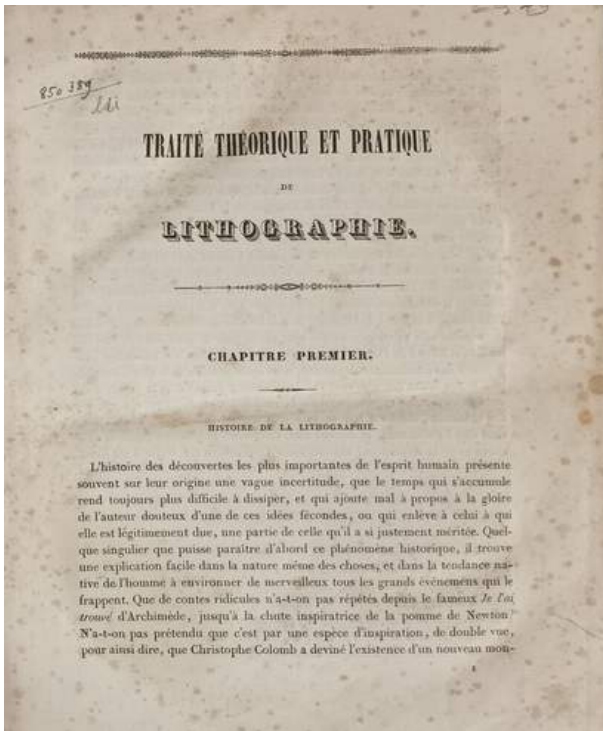 850 389
TRAITÉ THÉORIQUE ET PRATIQUE
DE
LITHOGRAPHIE.
CHAPITRE PREMIER.
HISTOIRE DE LA LITHOGRAPHIE.
L'histoire des découvertes les plus importantes de l'esprit humain présente
souvent sur leur origine une vague incertitude, que le temps qui s'accumule
rend toujours plus difficile à dissiper, et qui ajoute mal à propos à la gloire
de l'auteur douteux d'une de ces idées fécondes, ou qui enlève à celui à qui
elle est légitimement due, une partie de celle qu'il a si justement méritée. Quel-
que singulier que puisse paraître d'abord ce phénomène historique, il trouve
une explication facile dans la nature même des choses, et dans la tendance na-
tive de l'homme à environner de merveilleux tous les grands événemens qui le
frappent. Que de contes ridicules n'a-t-on pas répétés depuis le fameux Je l'ai
trouvé d'Archimède, jusqu'à la chute inspiratrice de la pomme de Newton!
N'a-t-on pas prétendu que c'est par une espèce d'inspiration, de double vue,
pour ainsi dire, que Christophe Colomb a deviné l'existence d'un nouveau mon-
1